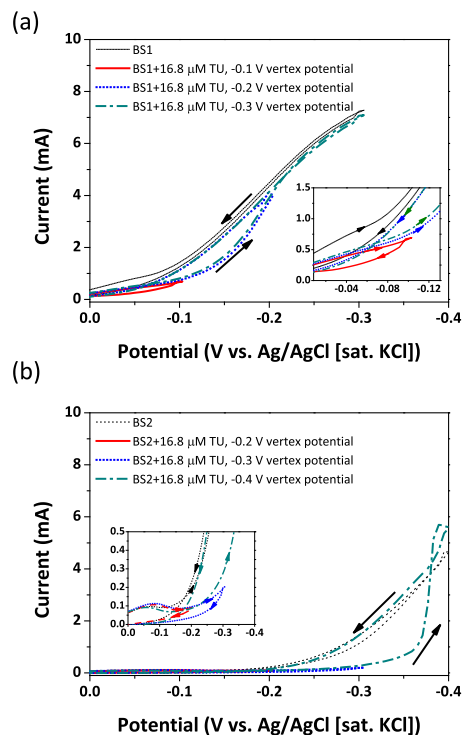 (a)
10
8
6
4
2
0
Current (mA)
BS1
BS1+16.8 μM TU, -0.1 V vertex potential
BS1+16.8 μM TU, -0.2 V vertex potential
BS1+16.8 μM TU, -0.3 V vertex potential
1.5
1.0
0.5
0.0
-0.04
-0.08
-0.12
0.0
-0.1
-0.2
-0.3
-0.4
Potential (V vs. Ag/AgCl [sat. KCl])
(b)
10
8
6
4
2
0
Current (mA)
BS2
BS2+16.8 μM TU, -0.2 V vertex potential
BS2+16.8 μM TU, -0.3 V vertex potential
BS2+16.8 μM TU, -0.4 V vertex potential
0.5
0.4
0.3
0.2
0.1
0.0
0.0
-0.1
-0.2
-0.3
-0.4
0.0
-0.1
-0.2
-0.3
-0.4
Potential (V vs. Ag/AgCl [sat. KCl])